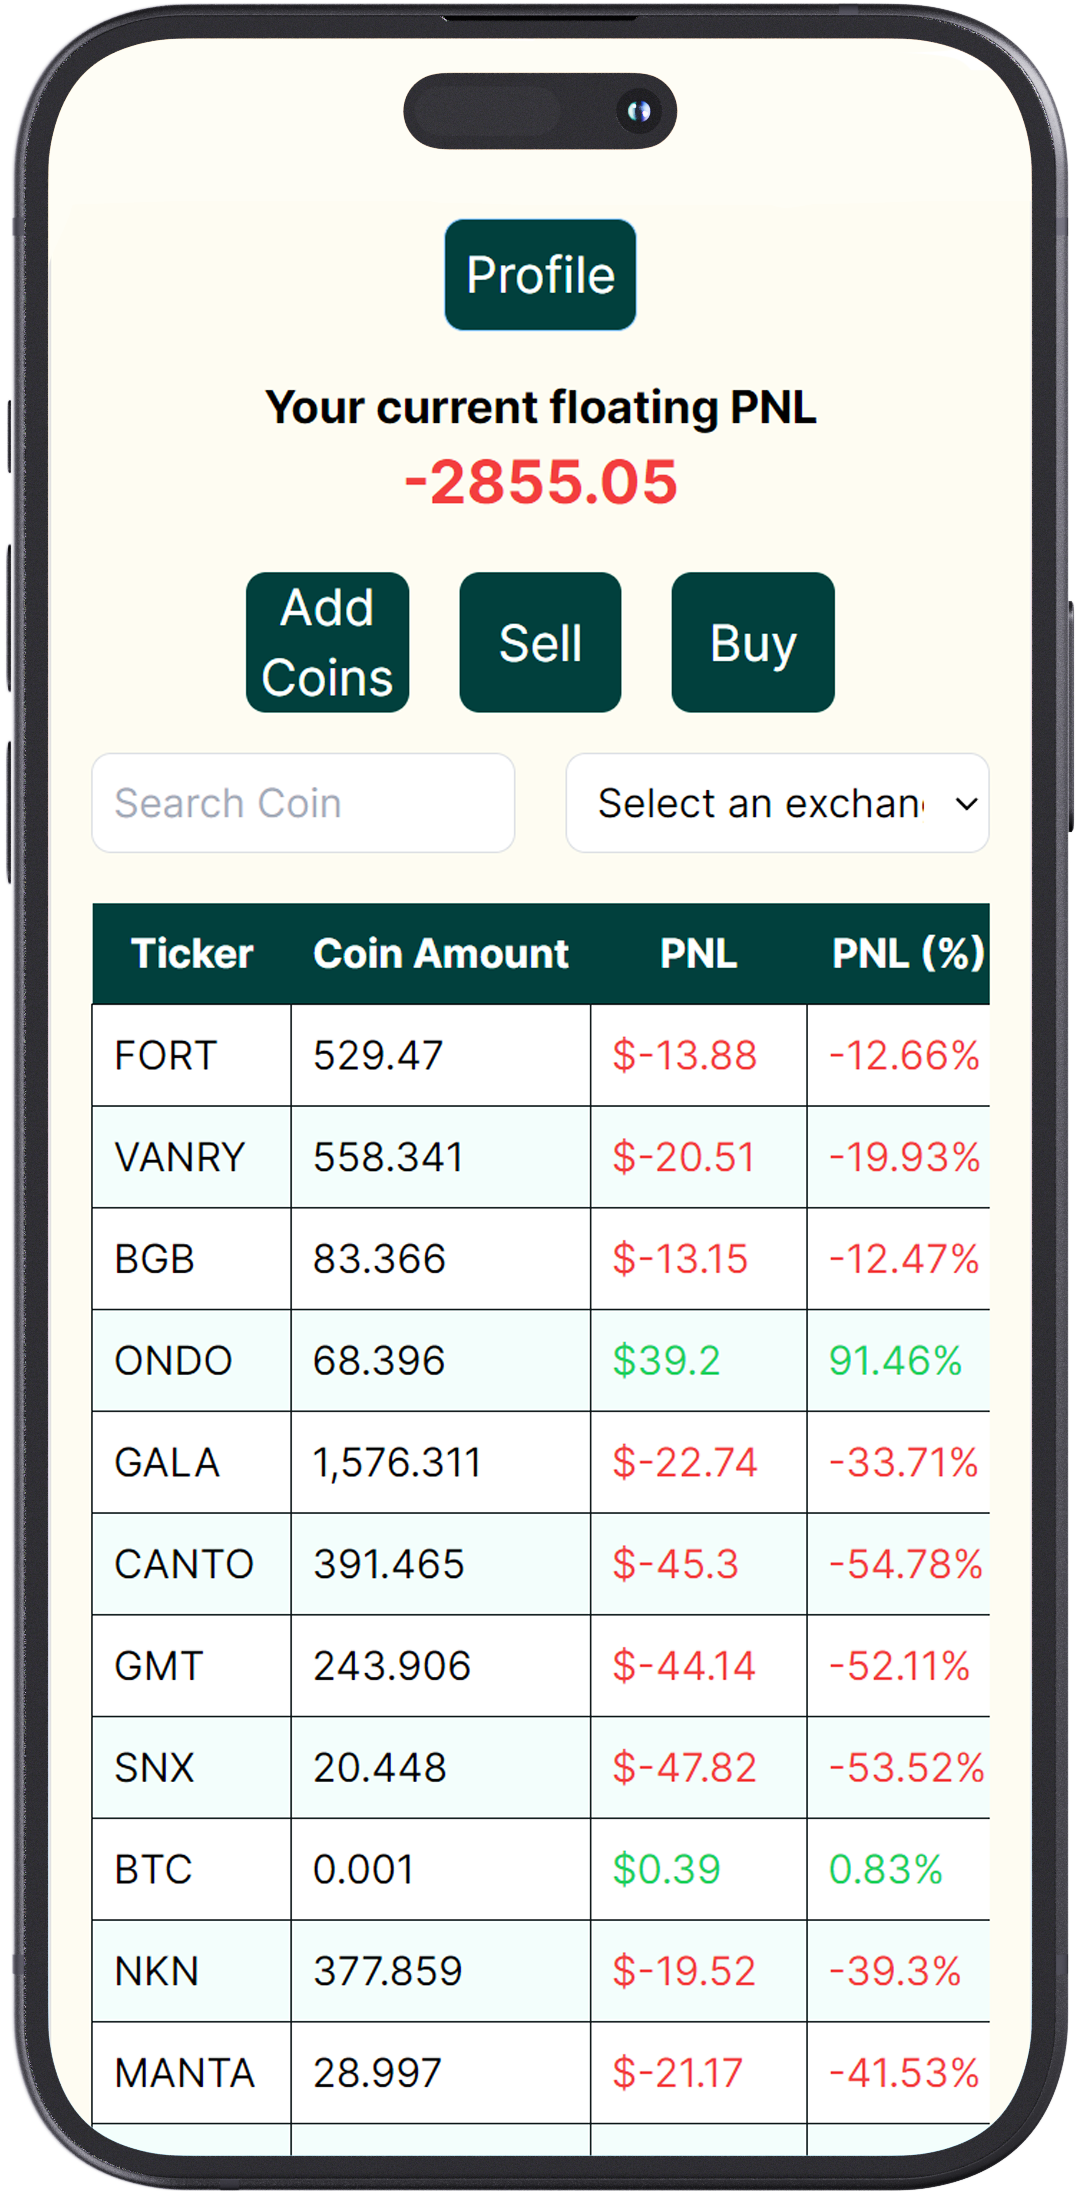 Profile
Your current floating PNL
-2855.05
Add
Coins
Sell
Buy
Search Coin
Select an exchan
Ticker Coin Amount PNL PNL (%)
FORT 529.47 $-13.88 -12.66%
VANRY 558.341 $-20.51 -19.93%
BGB 83.366 $-13.15 -12.47%
ONDO 68.396 $39.2 91.46%
GALA 1,576.311 $-22.74 -33.71%
CANTO 391.465 $-45.3 -54.78%
GMT 243.906 $-44.14 -52.11%
SNX 20.448 $-47.82 -53.52%
BTC 0.001 $0.39 0.83%
NKN 377.859 $-19.52 -39.3%
MANTA 28.997 $-21.17 -41.53%